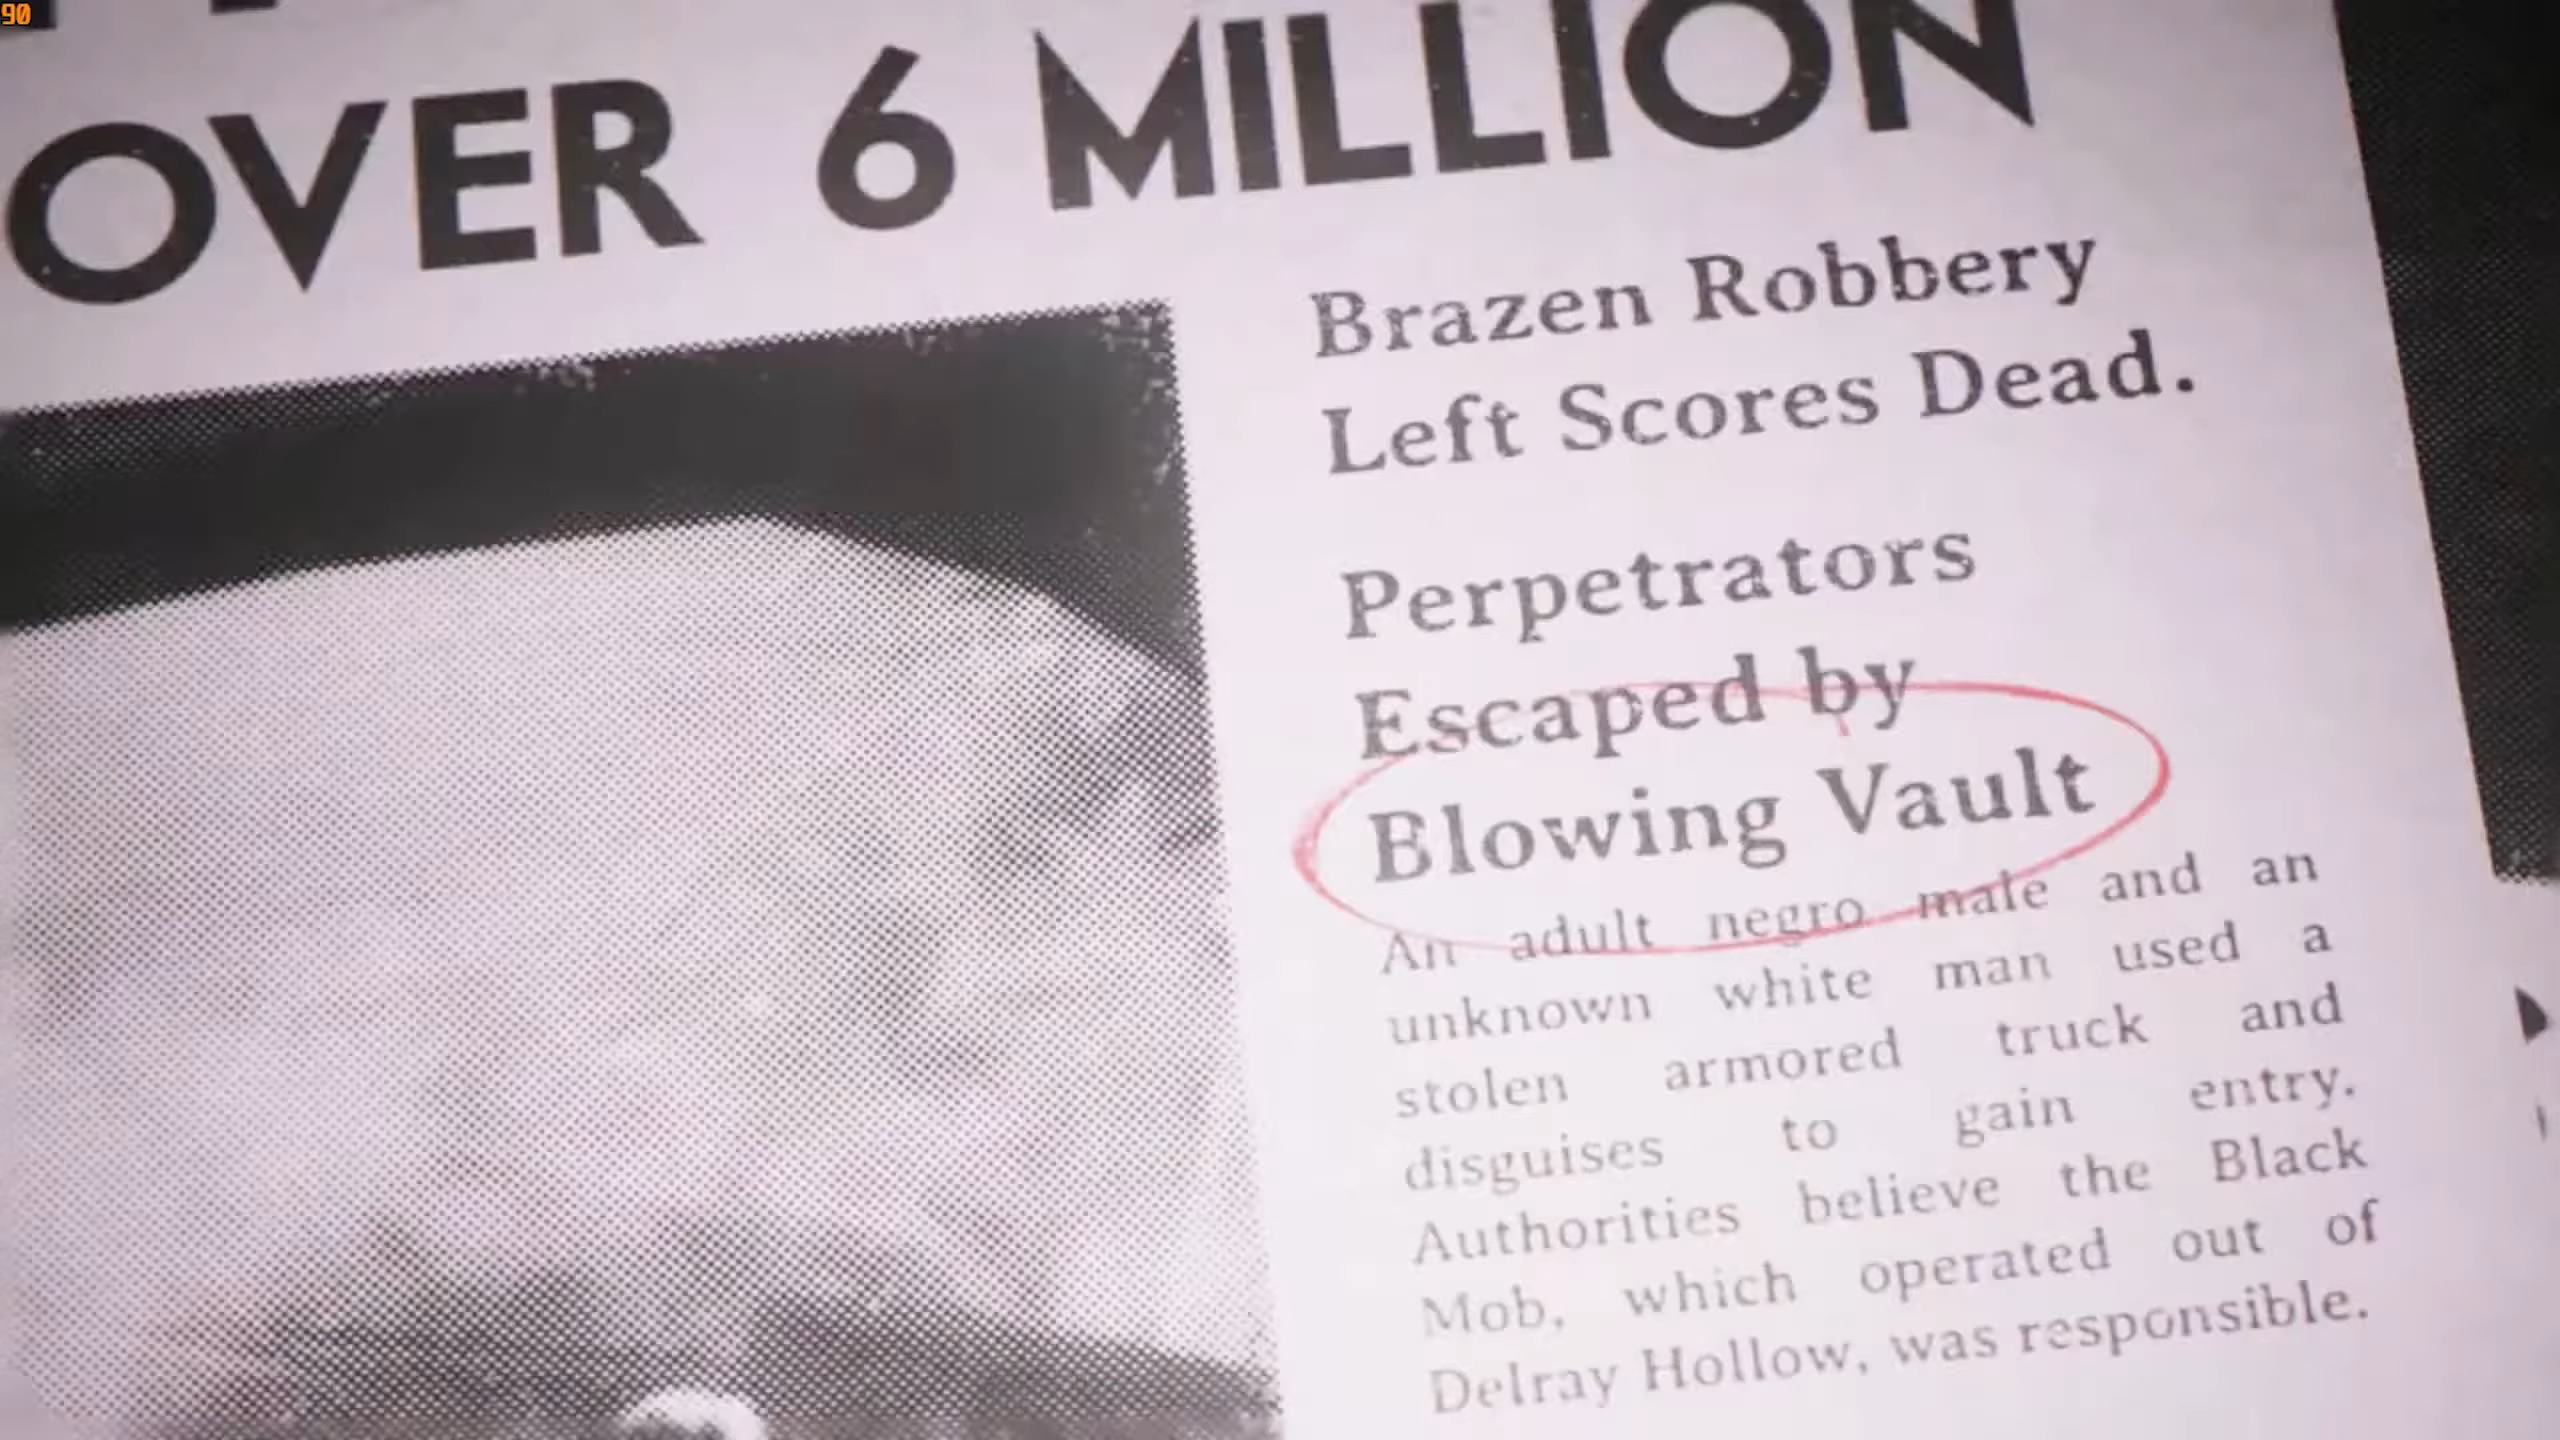 90
OVER 6 MILLION
Brazen Robbery
Left Scores Dead.
Perpetrators
Escaped by
Blowing Vault
An adult negro male and an
unknown white man used a
stolen armored truck and
disguises to gain entry.
Authorities believe the Black
Mob, which operated out of
Delray Hollow, was responsible.